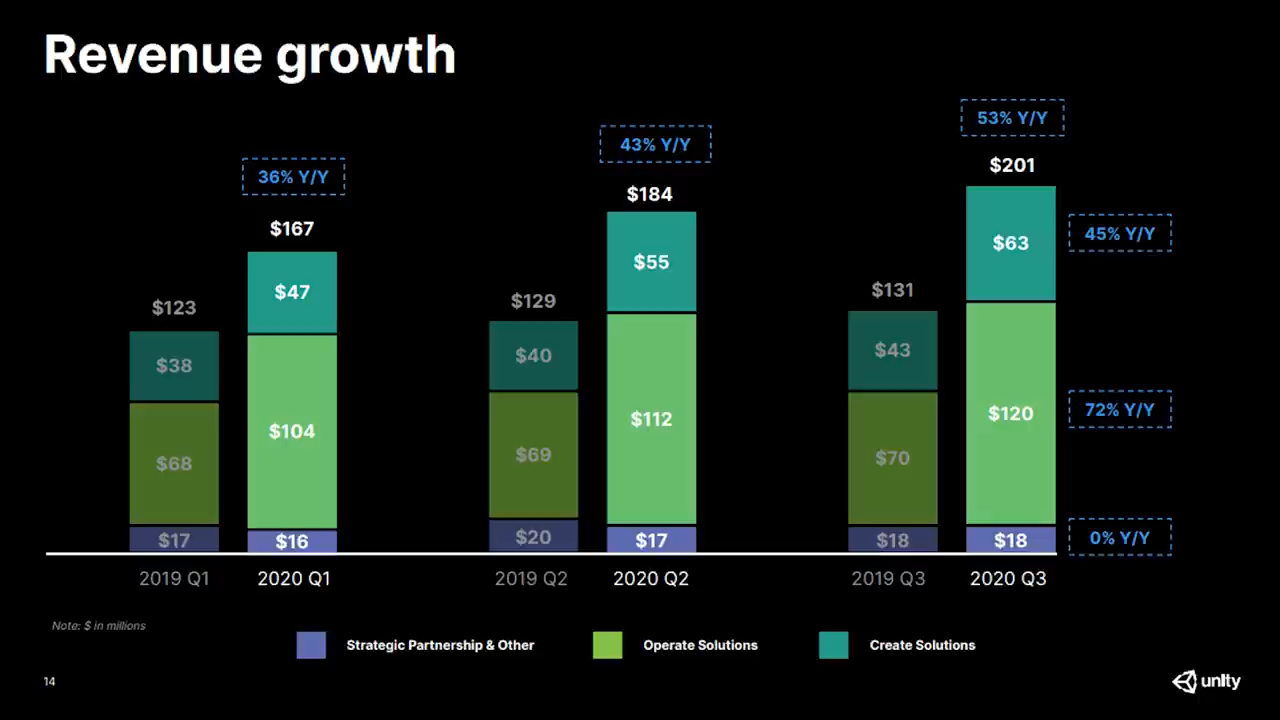 Revenue growth
53% Y/Y
43% Y/Y
36% Y/Y
$201
$184
$167
$131
$129
$123
$63
45% Y/Y
$55
$47
$43
$40
$38
$120
72% Y/Y
$112
$104
$70
$69
$68
$18
0% Y/Y
$18
$17
$20
$16
$17
2019 Q1
2020 Q1
2019 Q2
2020 Q2
2019 Q3
2020 Q3
Note: $ in millions
Strategic Partnership & Other
Operate Solutions
Create Solutions
14
unity